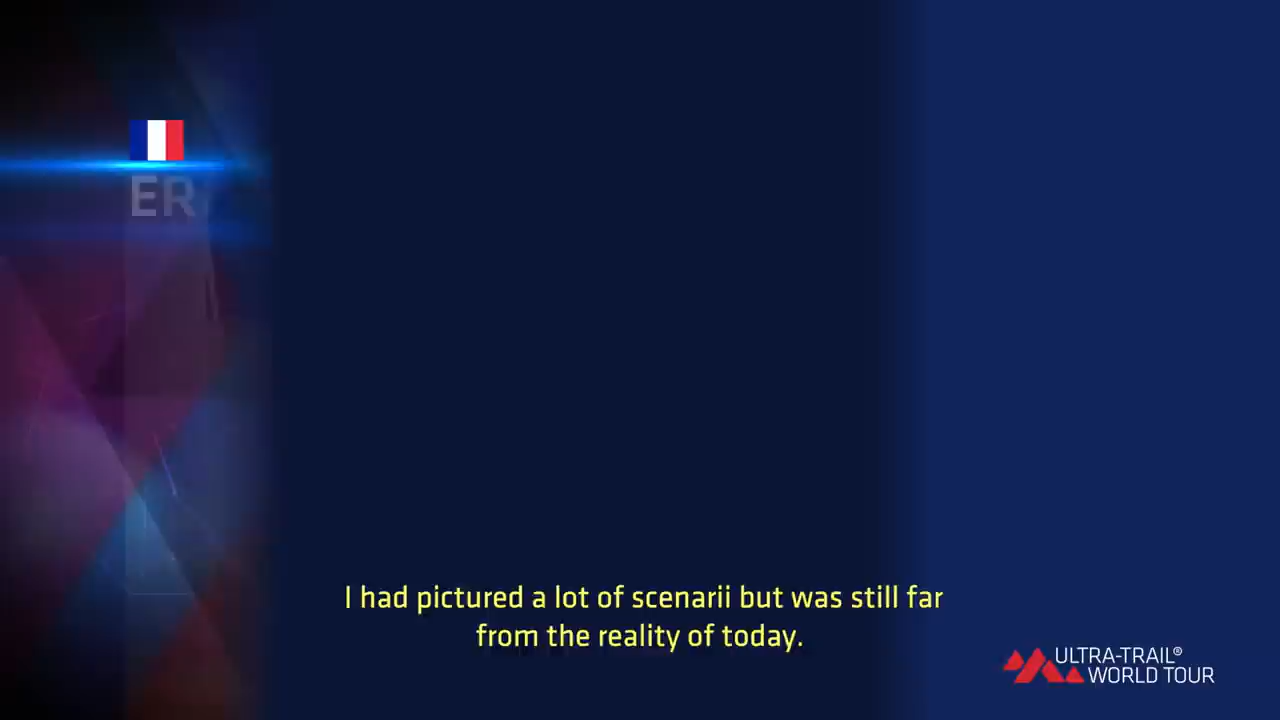 ER
I had pictured a lot of scenarii but was still far
from the reality of today.
ULTRA-TRAIL®
WORLD TOUR